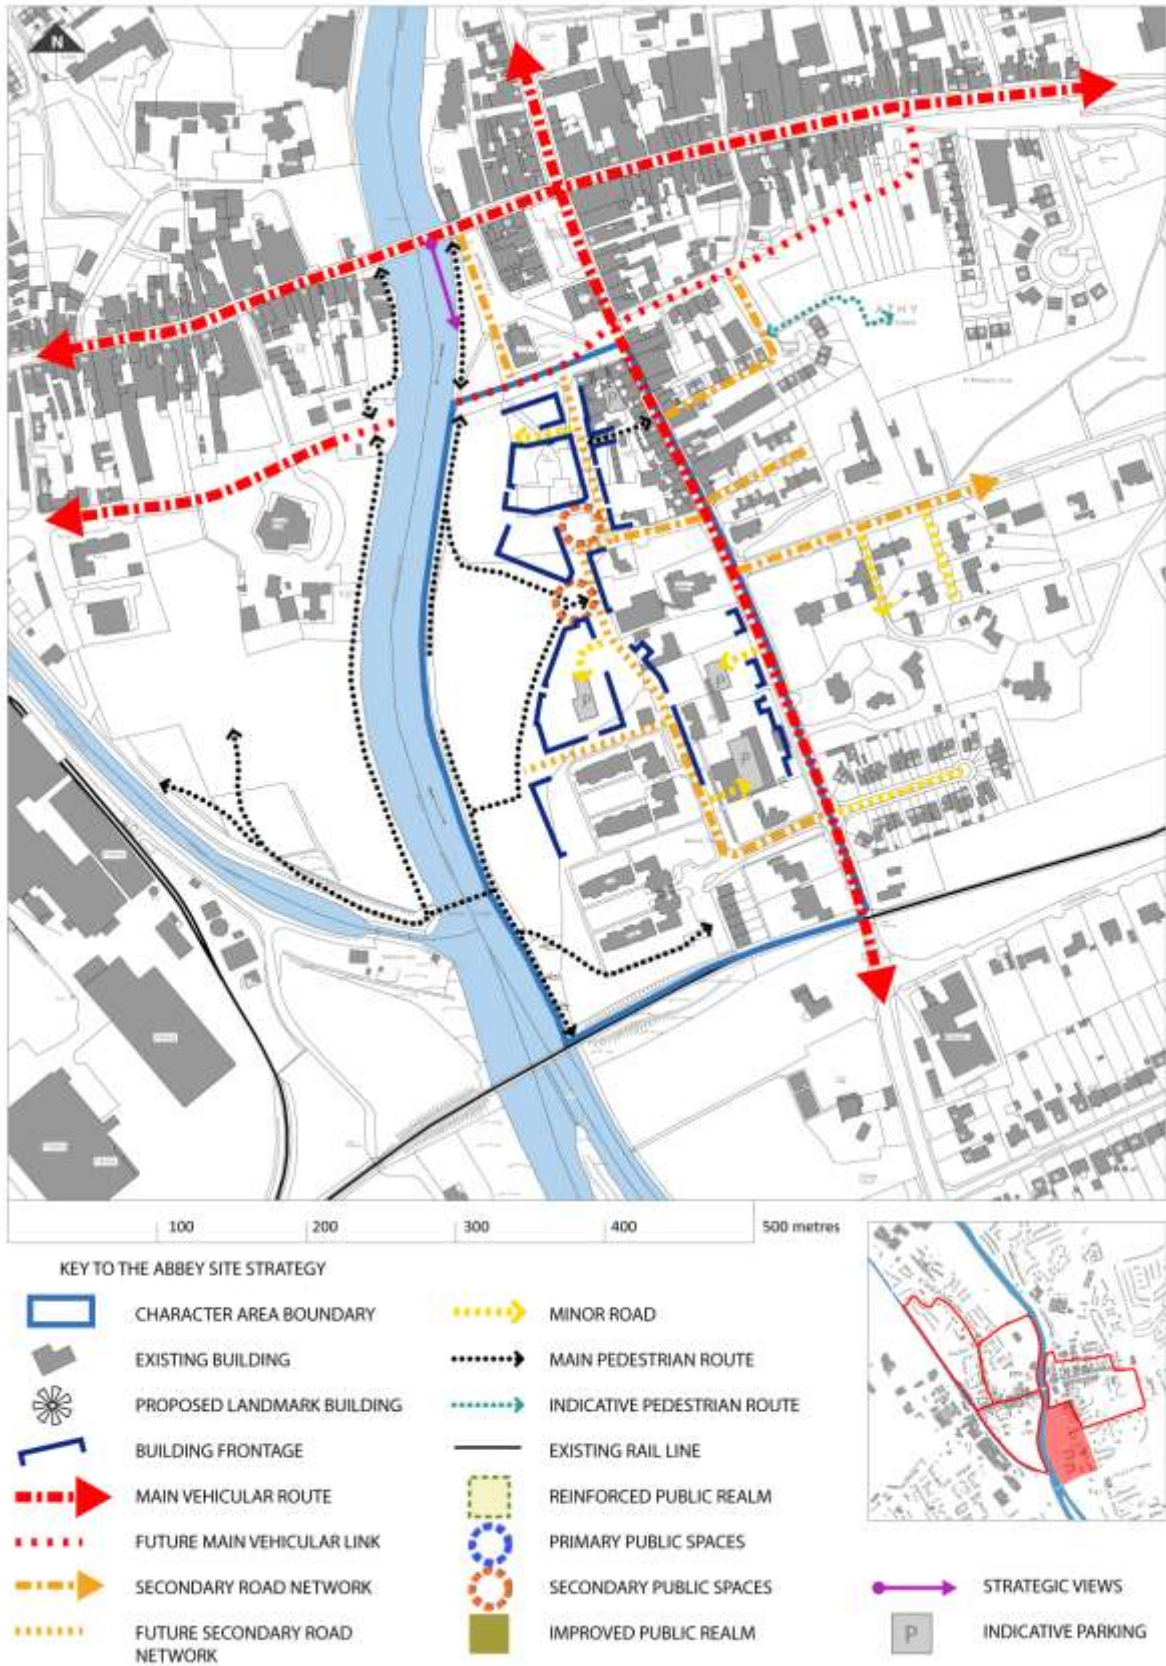 N
ATHY
P
P
P
100 200 300 400 500 metres
KEY TO THE ABBEY SITE STRATEGY
CHARACTER AREA BOUNDARY
EXISTING BUILDING
PROPOSED LANDMARK BUILDING
BUILDING FRONTAGE
MAIN VEHICULAR ROUTE
FUTURE MAIN VEHICULAR LINK
SECONDARY ROAD NETWORK
FUTURE SECONDARY ROAD
NETWORK
MINOR ROAD
MAIN PEDESTRIAN ROUTE
INDICATIVE PEDESTRIAN ROUTE
EXISTING RAIL LINE
REINFORCED PUBLIC REALM
PRIMARY PUBLIC SPACES
SECONDARY PUBLIC SPACES
IMPROVED PUBLIC REALM
STRATEGIC VIEWS
P
INDICATIVE PARKING